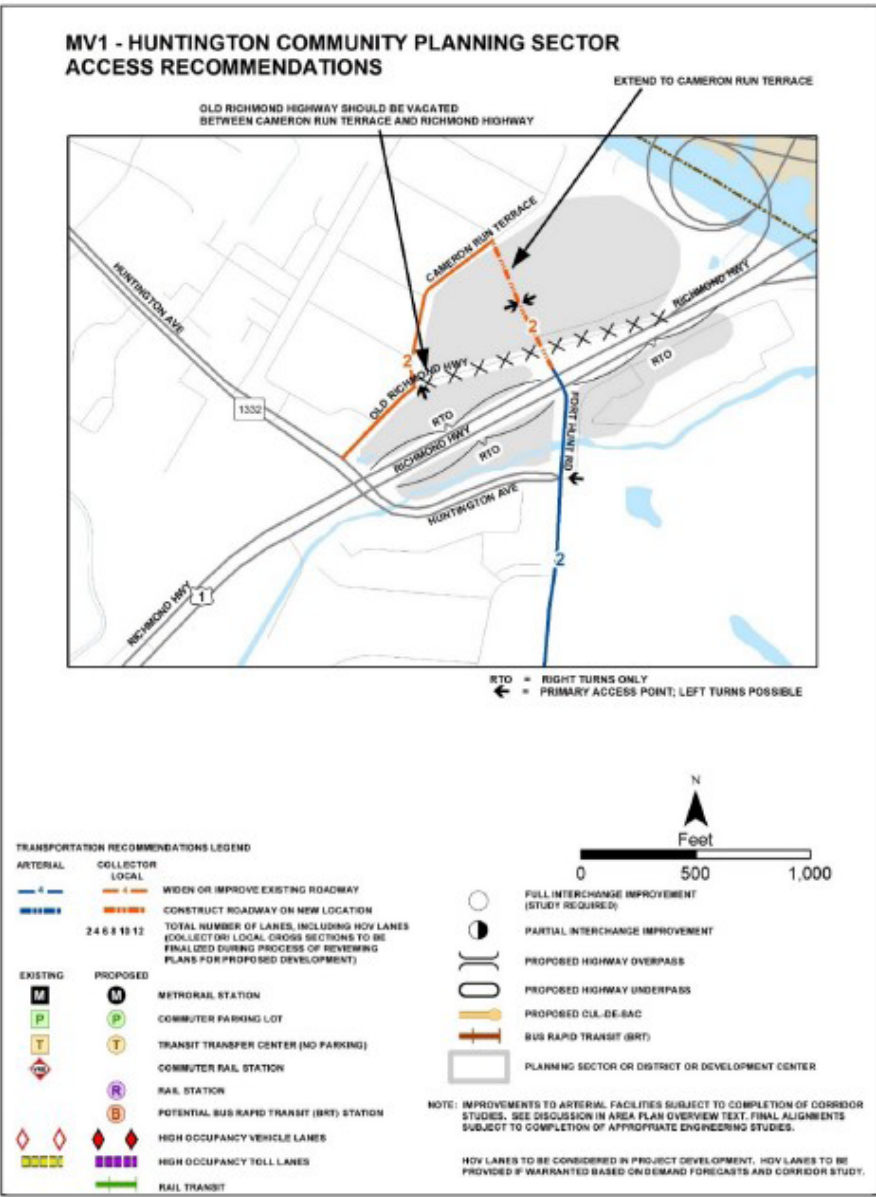 MV1 - HUNTINGTON COMMUNITY PLANNING SECTOR
ACCESS RECOMMENDATIONS
EXTEND TO CAMERON RUN TERRACE
OLD RICHMOND HIGHWAY SHOULD BE VACATED
BETWEEN CAMERON RUN TERRACE AND RICHMOND HIGHWAY
CAMERON RUN TERRACE
HUNTINGTON AVE
RICHMOND HWY
2
2
OLD RICHMOND HWY
RTO
1332
RTO
RICHMOND HWY
RTO
FORT HUNT RD
HUNTINGTON AVE
2
RICHMOND HWY
1
RTO = RIGHT TURNS ONLY
= PRIMARY ACCESS POINT; LEFT TURNS POSSIBLE
N
Feet
0 500 1,000
TRANSPORTATION RECOMMENDATIONS LEGEND
ARTERIAL COLLECTOR
LOCAL
4 4 WIDEN OR IMPROVE EXISTING ROADWAY
CONSTRUCT ROADWAY ON NEW LOCATION
2 4 6 8 10 12 TOTAL NUMBER OF LANES, INCLUDING HOV LANES
(COLLECTOR/ LOCAL CROSS SECTIONS TO BE
FINALIZED DURING PROCESS OF REVIEWING
PLANS FOR PROPOSED DEVELOPMENT)
EXISTING PROPOSED
M M METRORAIL STATION
P P COMMUTER PARKING LOT
T T TRANSIT TRANSFER CENTER (NO PARKING)
COMMUTER RAIL STATION
R RAIL STATION
B POTENTIAL BUS RAPID TRANSIT (BRT) STATION
HIGH OCCUPANCY VEHICLE LANES
HIGH OCCUPANCY TOLL LANES
RAIL TRANSIT
FULL INTERCHANGE IMPROVEMENT
(STUDY REQUIRED)
PARTIAL INTERCHANGE IMPROVEMENT
PROPOSED HIGHWAY OVERPASS
PROPOSED HIGHWAY UNDERPASS
PROPOSED CUL-DE-SAC
BUS RAPID TRANSIT (BRT)
PLANNING SECTOR OR DISTRICT OR DEVELOPMENT CENTER
NOTE: IMPROVEMENTS TO ARTERIAL FACILITIES SUBJECT TO COMPLETION OF CORRIDOR
STUDIES. SEE DISCUSSION IN AREA PLAN OVERVIEW TEXT. FINAL ALIGNMENTS
SUBJECT TO COMPLETION OF APPROPRIATE ENGINEERING STUDIES.
HOV LANES TO BE CONSIDERED IN PROJECT DEVELOPMENT. HOV LANES TO BE
PROVIDED IF WARRANTED BASED ON DEMAND FORECASTS AND CORRIDOR STUDY.